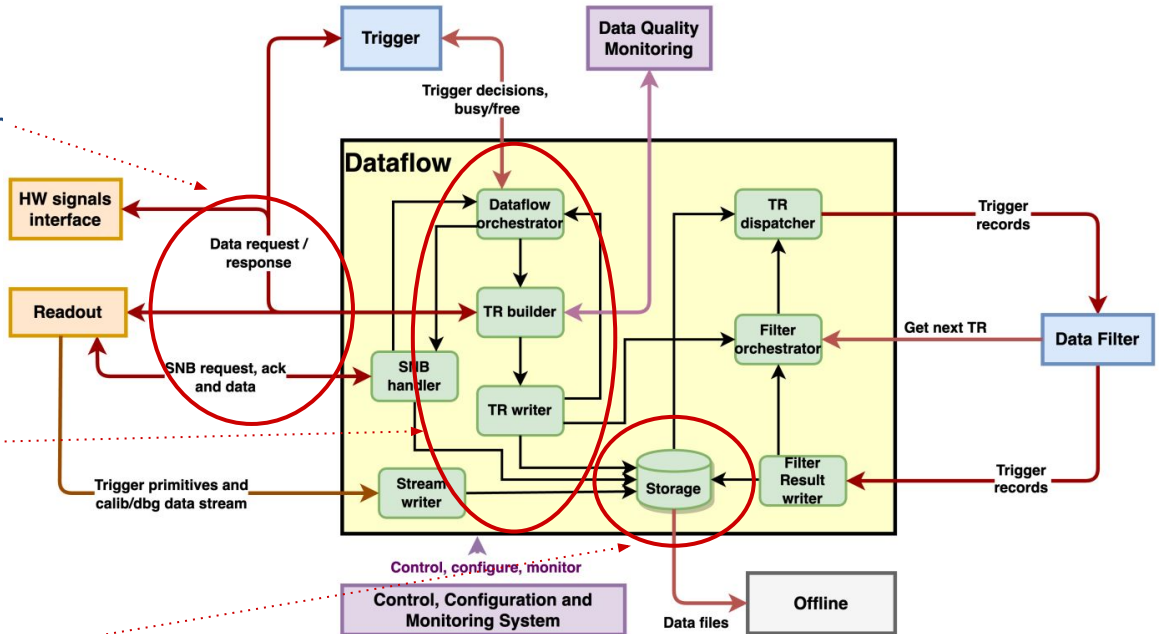 Trigger
Data Quality
Monitoring
Trigger decisions,
busy/free
Dataflow
HW signals
interface
Dataflow
orchestrator
TR
dispatcher
Trigger
records
Data request /
response
Readout
TR builder
Filter
orchestrator
Get next TR
Data Filter
SNB request, ack
and data
SNB
handler
TR writer
Trigger primitives and
calib/dbg data stream
Stream
writer
Storage
Filter
Result
writer
Trigger
records
Control, configure, monitor
Control, Configuration and
Monitoring System
Data files
Offline